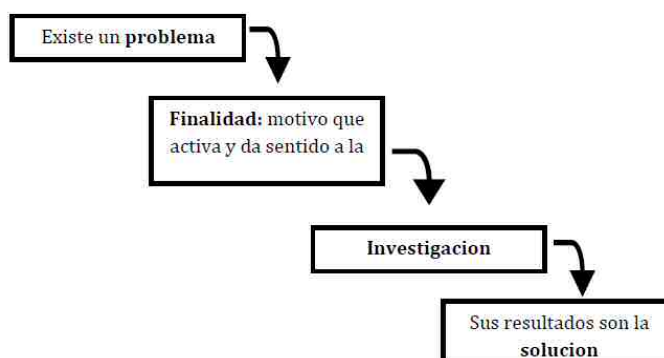 Existe un problema
Finalidad: motivo que
activa y da sentido a la
Investigacion
Sus resultados son la
solucion